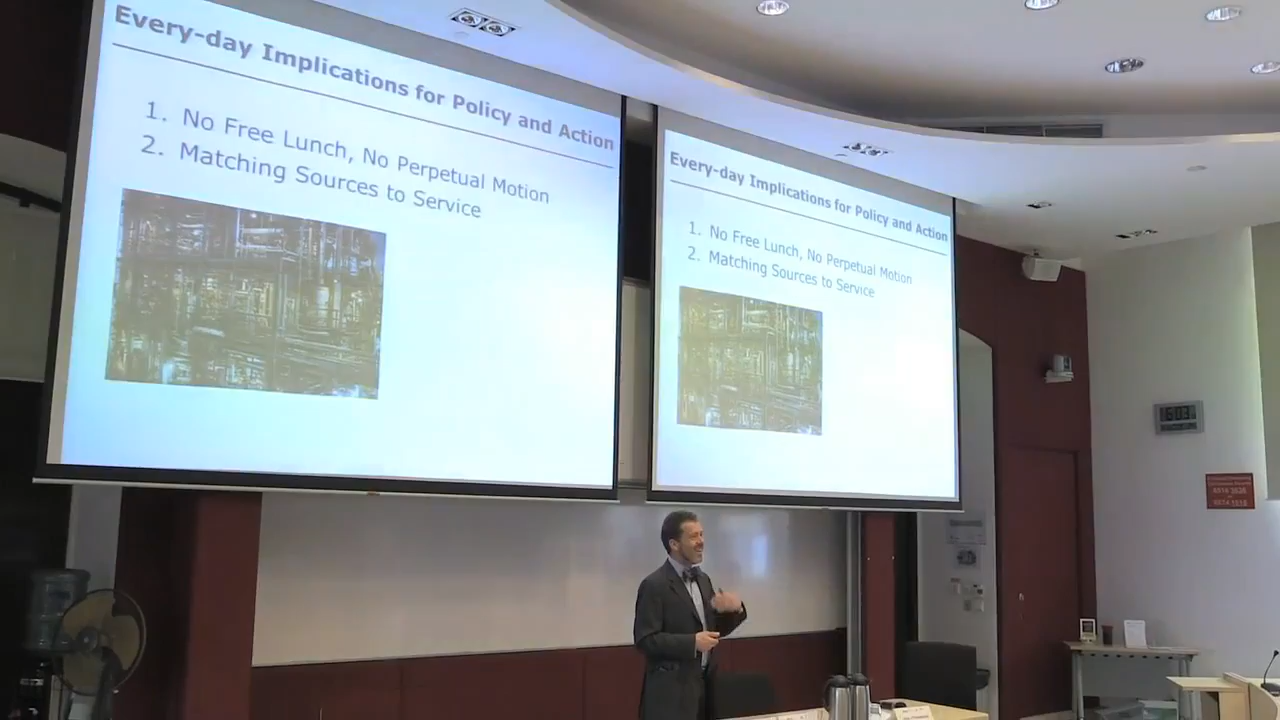 Every-day Implications for Policy and Action
1. No Free Lunch, No Perpetual Motion
2. Matching Sources to Service
Every-day Implications for Policy and Action
1. No Free Lunch, No Perpetual Motion
2. Matching Sources to Service